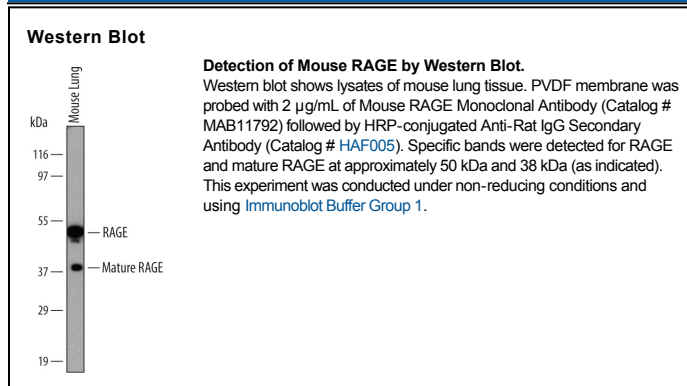 Western Blot
Mouse Lung
kDa
116
97
55
37
29
19
RAGE
Mature RAGE
Detection of Mouse RAGE by Western Blot.
Western blot shows lysates of mouse lung tissue. PVDF membrane was
probed with 2 µg/mL of Mouse RAGE Monoclonal Antibody (Catalog #
MAB11792) followed by HRP-conjugated Anti-Rat IgG Secondary
Antibody (Catalog # HAF005). Specific bands were detected for RAGE
and mature RAGE at approximately 50 kDa and 38 kDa (as indicated).
This experiment was conducted under non-reducing conditions and
using Immunoblot Buffer Group 1.